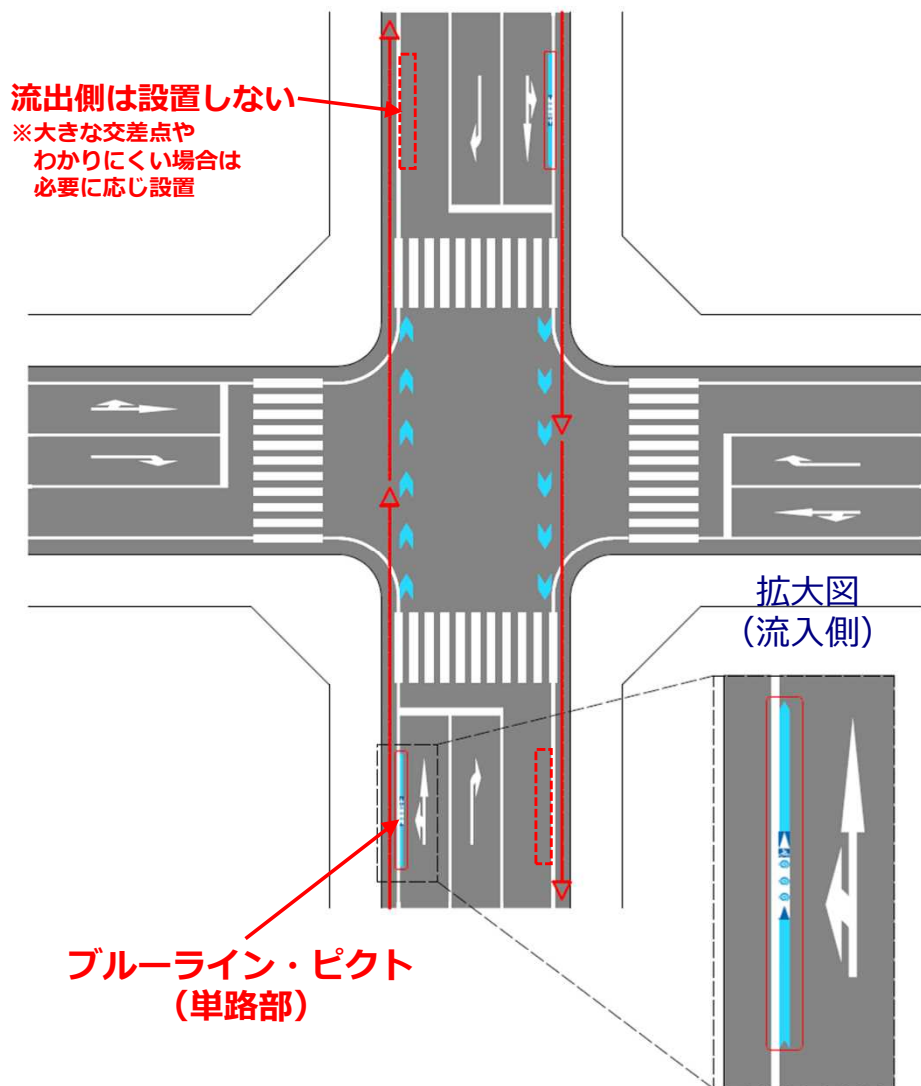 流出側は設置しない
※大きな交差点や
わかりにくい場合は
必要に応じ設置
拡大図
（流入側）
ブルーライン・ピクト
（単路部）